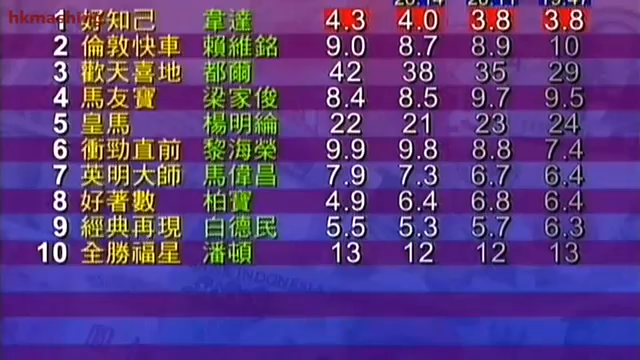 hkmashing
1 好知己 韋達 4.3 4.0 3.8 3.8
2 倫敦快車 賴維銘 9.0 8.7 8.9 10
3 歡天喜地 都爾 42 38 35 29
4 馬友寶 梁家俊 8.4 8.5 9.7 9.5
5 皇馬 楊明綸 22 21 23 24
6 衝勁直前 黎海榮 9.9 9.8 8.8 7.4
7 英明大師 馬偉昌 7.9 7.3 6.7 6.4
8 好著數 柏寶 4.9 6.4 6.8 6.4
9 經典再現 白德民 5.5 5.3 5.7 6.3
10 全勝福星 潘頓 13 12 12 13